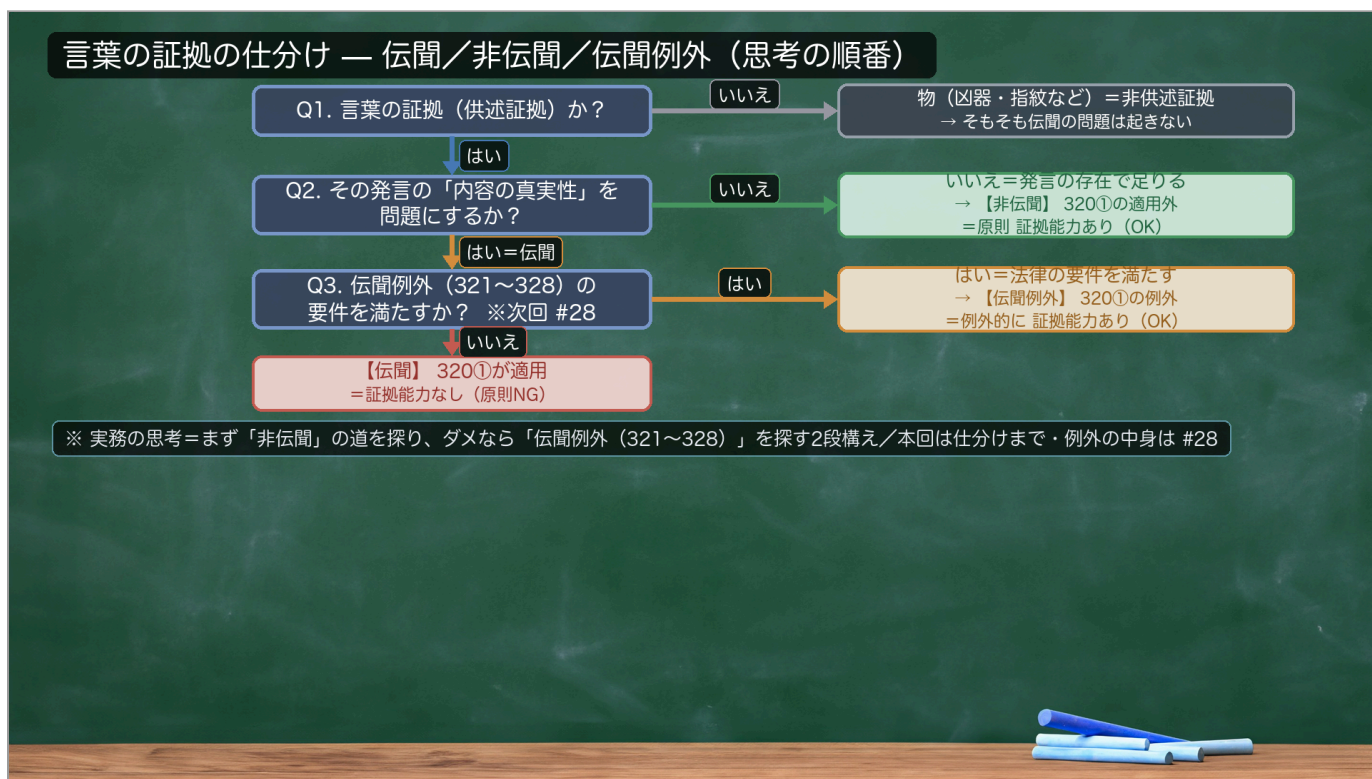 言葉の証拠の仕分け — 伝聞／非伝聞／伝聞例外（思考の順番）
Q1. 言葉の証拠（供述証拠）か？
いいえ
物（凶器・指紋など）＝非供述証拠
→ そもそも伝聞の問題は起きない
はい
Q2. その発言の「内容の真実性」を
問題にするか？
いいえ
いいえ＝発言の存在で足りる
→ 【非伝聞】 320①の適用外
＝原則 証拠能力あり（OK）
はい＝伝聞
Q3. 伝聞例外（321〜328）の
要件を満たすか？ ※次回 #28
はい
はい＝法律の要件を満たす
→ 【伝聞例外】 320①の例外
＝例外的に 証拠能力あり（OK）
いいえ
【伝聞】 320①が適用
＝証拠能力なし（原則NG）
※ 実務の思考＝まず「非伝聞」の道を探り、ダメなら「伝聞例外（321〜328）」を探す2段構え／本回は仕分けまで・例外の中身は #28